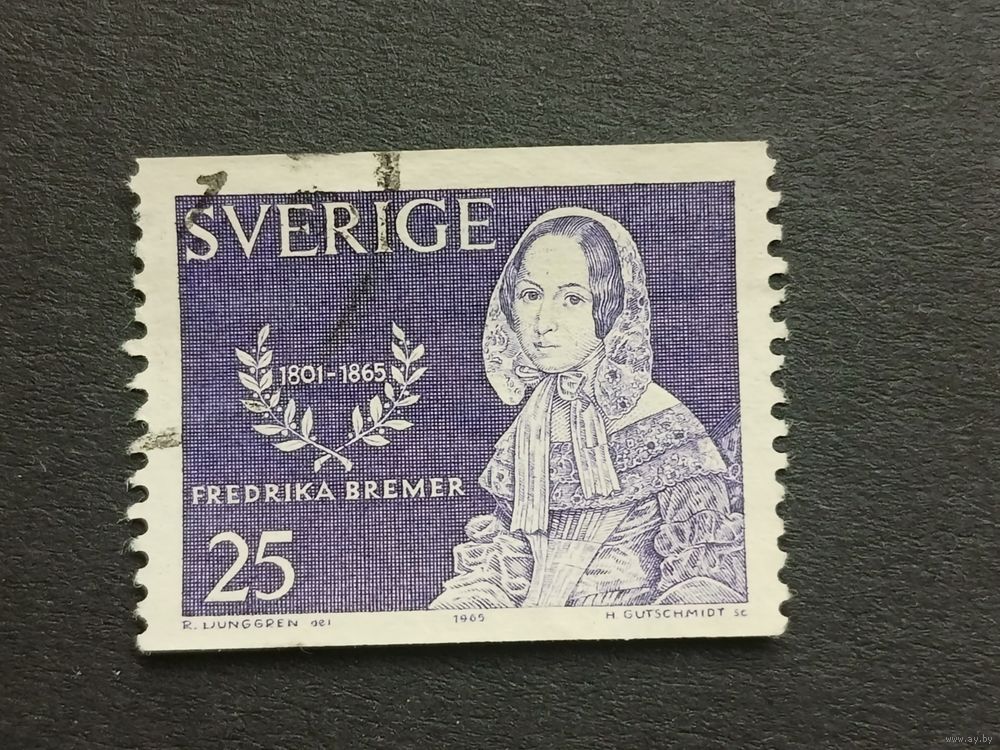 SVERIGE
1801-1865
FREDRIKA BREMER
25
R. LJUNGGREN del
1965
H. GUTSCHMIDT sc
www.ay.by